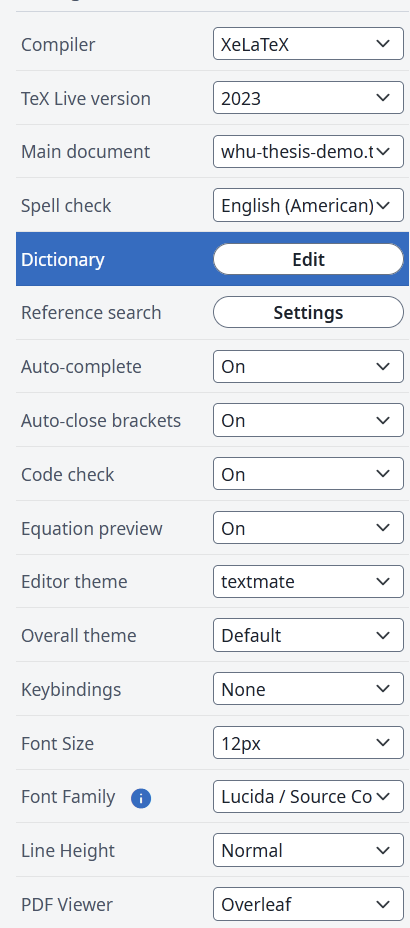 Compiler XeLaTeX
TeX Live version 2023
Main document whu-thesis-demo.t
Spell check English (American)
Dictionary Edit
Reference search Settings
Auto-complete On
Auto-close brackets On
Code check On
Equation preview On
Editor theme textmate
Overall theme Default
Keybindings None
Font Size 12px
Font Family i Lucida / Source Co
Line Height Normal
PDF Viewer Overleaf